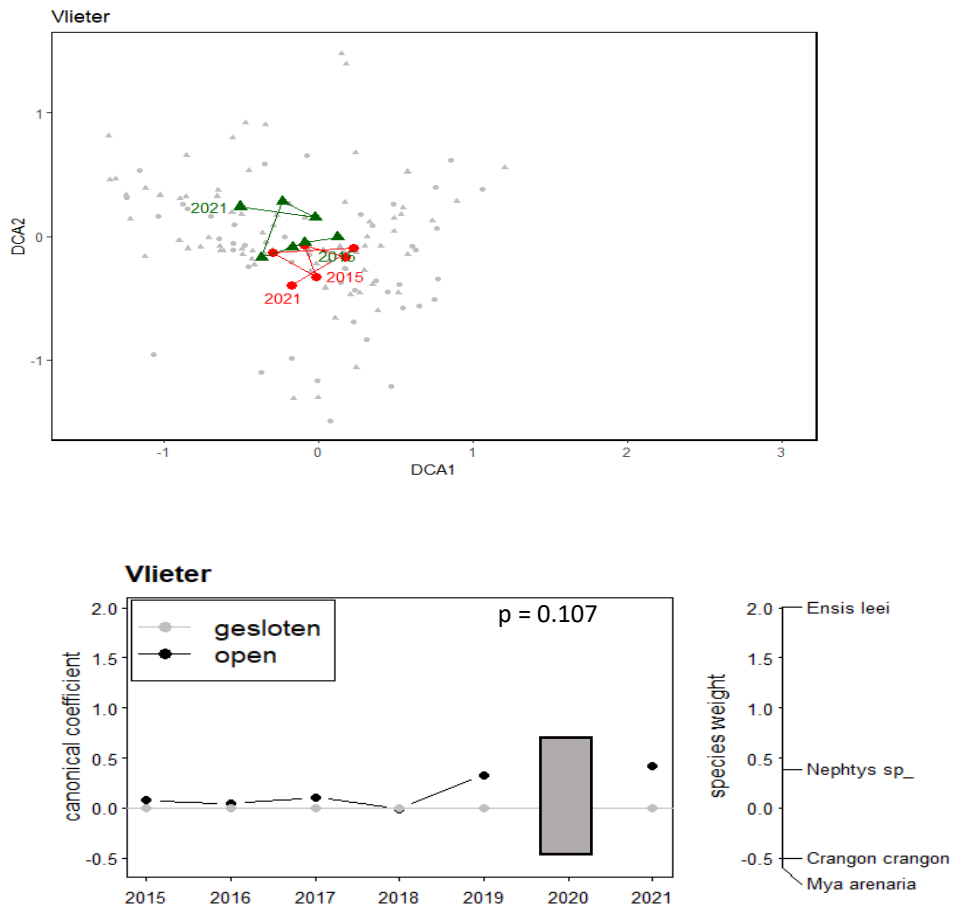 Vlieter
1
0
-1
DCA2
2021
2015
2015
2021
-1 0 1 2 3
DCA1
Vlieter
p = 0.107
gesloten
open
2.0
1.5
1.0
0.5
0.0
-0.5
canonical coefficient
2015 2016 2017 2018 2019 2020 2021
species weight
2.0 Ensis leei
1.5
1.0
0.5 Nephtys sp_
0.0
-0.5 Crangon crangon
Mya arenaria